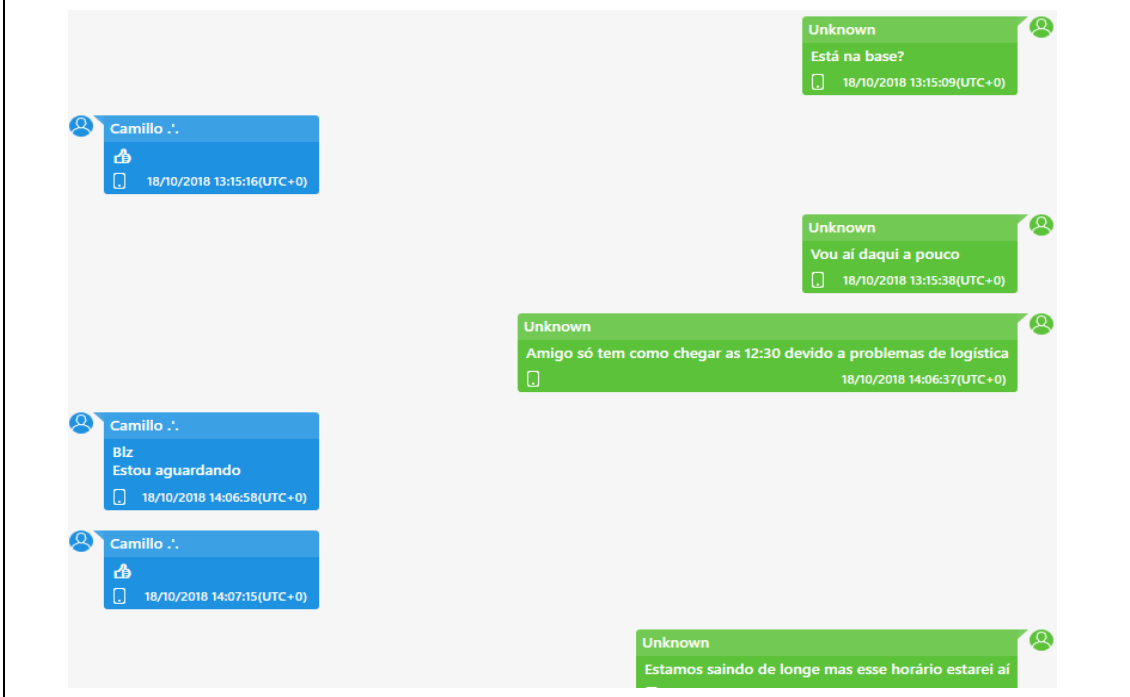 Unknown
Está na base?
18/10/2018 13:15:09(UTC+0)
Camillo .'.
👍
18/10/2018 13:15:16(UTC+0)
Unknown
Vou aí daqui a pouco
18/10/2018 13:15:38(UTC+0)
Unknown
Amigo só tem como chegar as 12:30 devido a problemas de logística
18/10/2018 14:06:37(UTC+0)
Camillo .'.
Blz
Estou aguardando
18/10/2018 14:06:58(UTC+0)
Camillo .'.
👍
18/10/2018 14:07:15(UTC+0)
Unknown
Estamos saindo de longe mas esse horário estarei aí